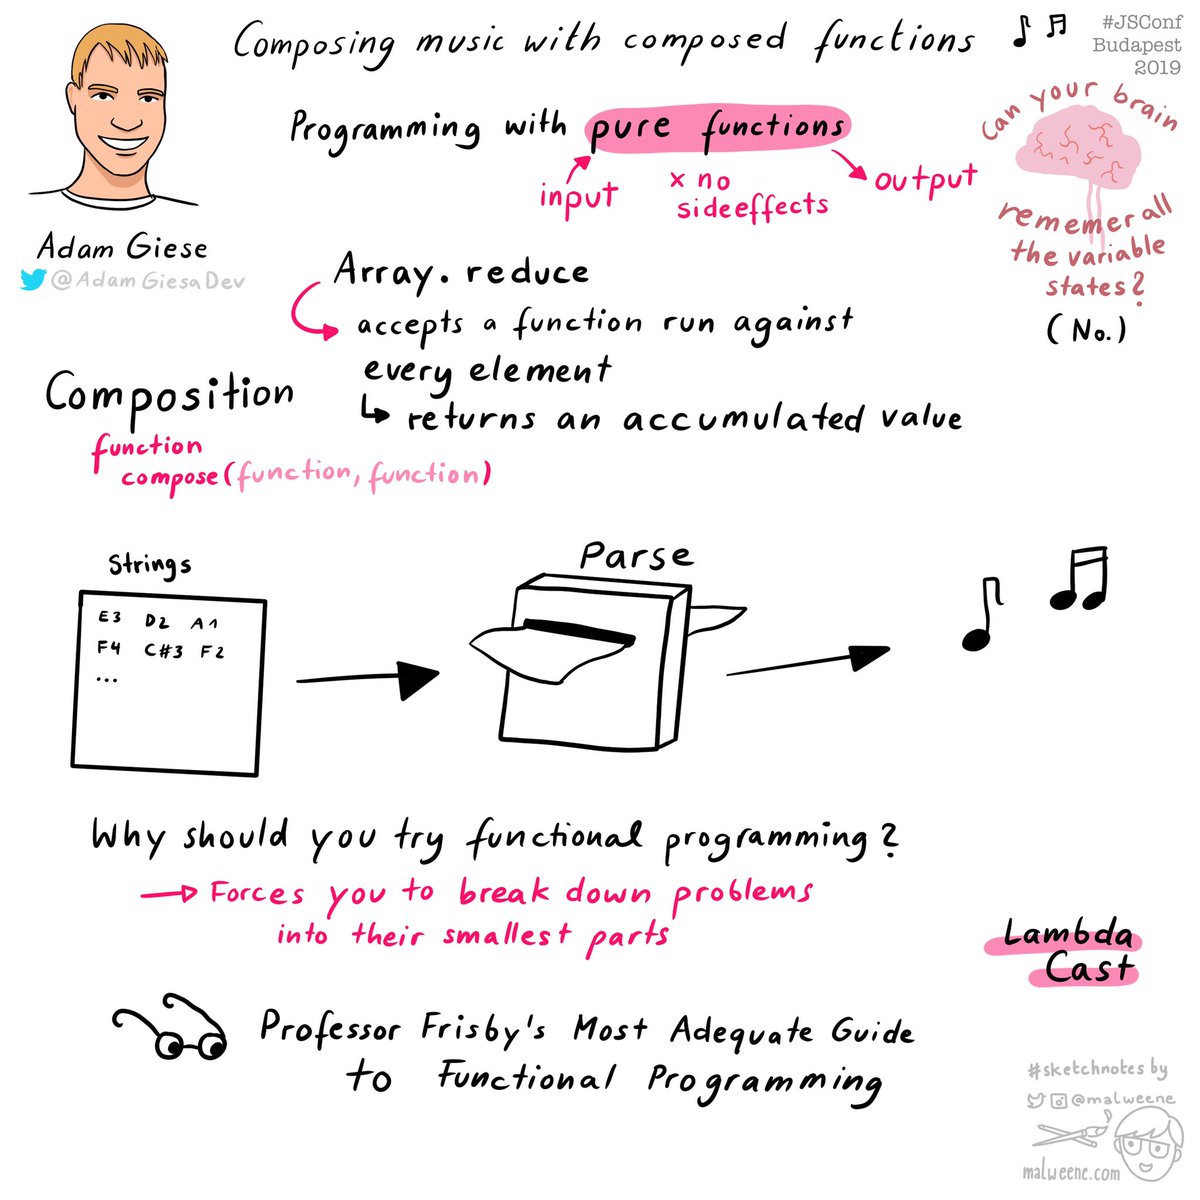 Composing music with composed functions
#JSConf
Budapest
2019
Programming with pure functions
input
x no
sideeffects
output
Can your brain
rememer all
the variable
states?
(No.)
Adam Giese
@AdamGiesaDev
Array.reduce
accepts a function run against
every element
returns an accumulated value
Composition
function
compose(function, function)
Strings
E3 D2 A1
F4 C#3 F2
...
Parse
Why should you try functional programming?
Forces you to break down problems
into their smallest parts
Lambda
Cast
Professor Frisby's Most Adequate Guide
to Functional Programming
#sketchnotes by
@malweene
malweene.com